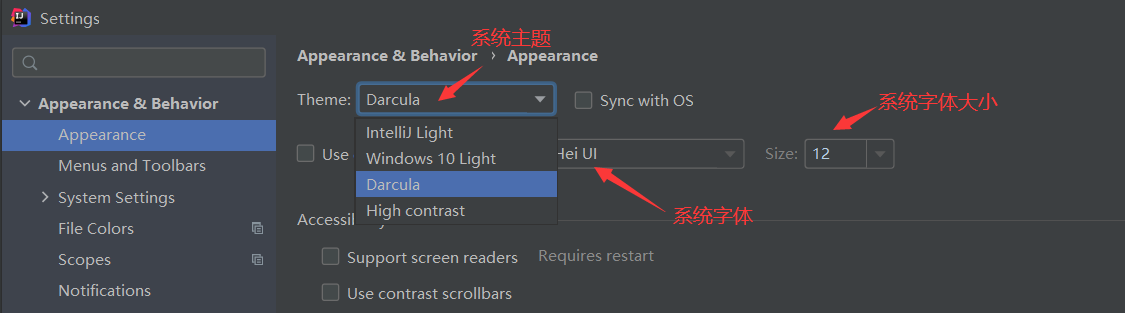 Settings
系统主题
Appearance & Behavior › Appearance
Theme: Darcula Sync with OS
系统字体大小
Appearance & Behavior
Appearance
IntelliJ Light
Use Hei UI Size: 12
Menus and Toolbars
Windows 10 Light
Darcula
System Settings
High contrast
系统字体
File Colors
Support screen readers Requires restart
Scopes
Notifications
Use contrast scrollbars